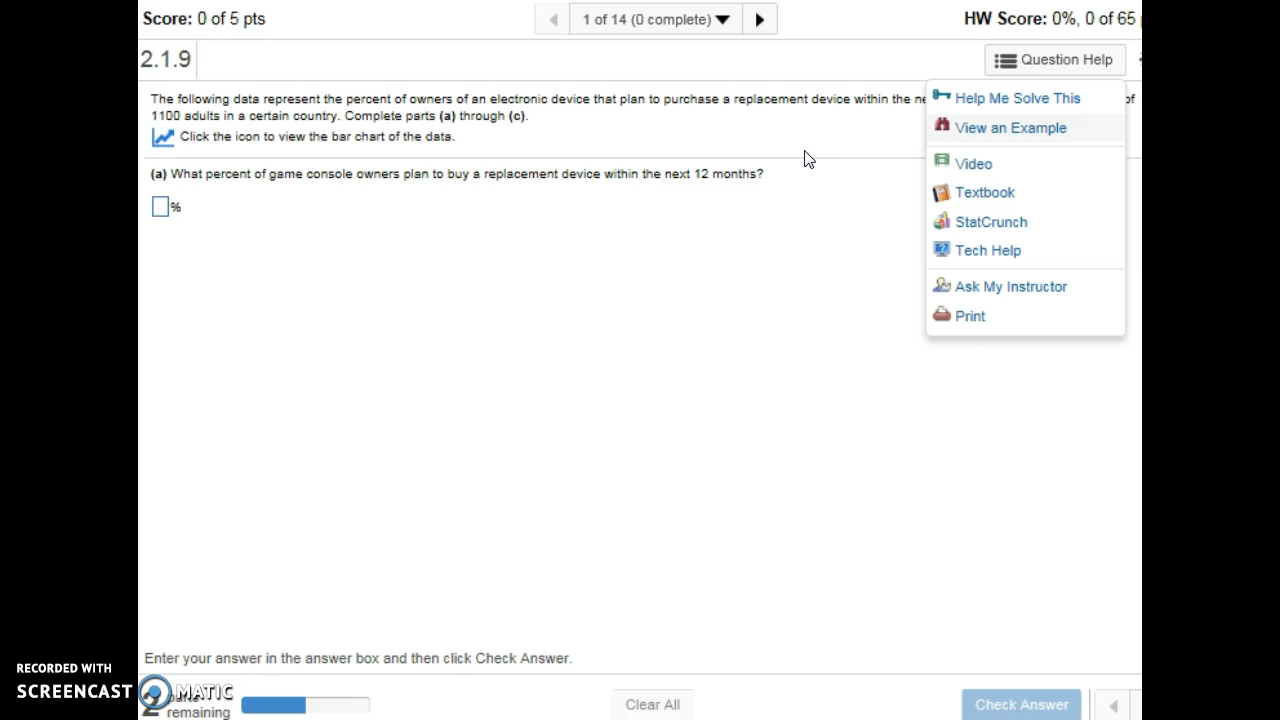 Score: 0 of 5 pts
1 of 14 (0 complete)
HW Score: 0%, 0 of 65
2.1.9
Question Help
The following data represent the percent of owners of an electronic device that plan to purchase a replacement device within the of
1100 adults in a certain country. Complete parts (a) through (c).
Click the icon to view the bar chart of the data.
(a) What percent of game console owners plan to buy a replacement device within the next 12 months?
%
Help Me Solve This
View an Example
Video
Textbook
StatCrunch
Tech Help
Ask My Instructor
Print
Enter your answer in the answer box and then click Check Answer.
remaining
Clear All
Check Answer
RECORDED WITH
SCREENCAST MATIC